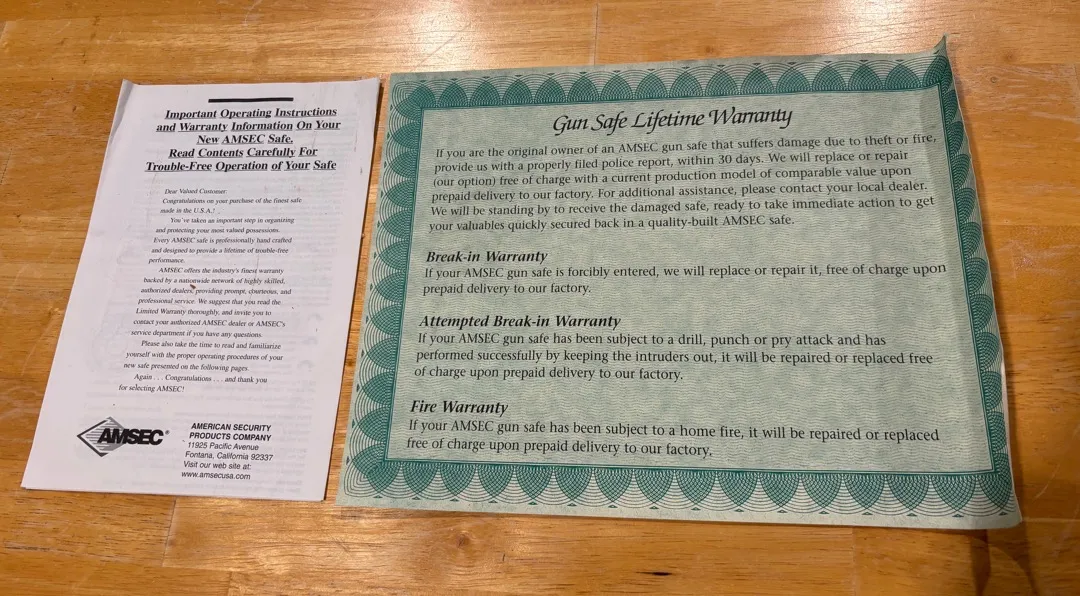 Important Operating Instructions
and Warranty Information On Your
New AMSEC Safe.
Read Contents Carefully For
Trouble-Free Operation of Your Safe
Dear Valued Customer:
Congratulations on your purchase of the finest safe
made in the U.S.A.!
You've taken an important step in organizing
and protecting your most valued possessions.
Every AMSEC safe is professionally hand crafted
and designed to provide a lifetime of trouble-free
performance.
AMSEC offers the industry's finest warranty
backed by a nationwide network of highly skilled,
authorized dealers, providing prompt, courteous, and
professional service. We suggest that you read the
Limited Warranty thoroughly, and invite you to
contact your authorized AMSEC dealer or AMSEC's
service department if you have any questions.
Please also take the time to read and familiarize
yourself with the proper operating procedures of your
new safe presented on the following pages.
Again . . . Congratulations . . . and thank you
for selecting AMSEC!
AMSEC®
AMERICAN SECURITY
PRODUCTS COMPANY
11925 Pacific Avenue
Fontana, California 92337
Visit our web site at:
www.amsecusa.com
Gun Safe Lifetime Warranty
If you are the original owner of an AMSEC gun safe that suffers damage due to theft or fire,
provide us with a properly filed police report, within 30 days. We will replace or repair
(our option) free of charge with a current production model of comparable value upon
prepaid delivery to our factory. For additional assistance, please contact your local dealer.
We will be standing by to receive the damaged safe, ready to take immediate action to get
your valuables quickly secured back in a quality-built AMSEC safe.
Break-in Warranty
If your AMSEC gun safe is forcibly entered, we will replace or repair it, free of charge upon
prepaid delivery to our factory.
Attempted Break-in Warranty
If your AMSEC gun safe has been subject to a drill, punch or pry attack and has
performed successfully by keeping the intruders out, it will be repaired or replaced free
of charge upon prepaid delivery to our factory.
Fire Warranty
If your AMSEC gun safe has been subject to a home fire, it will be repaired or replaced
free of charge upon prepaid delivery to our factory,